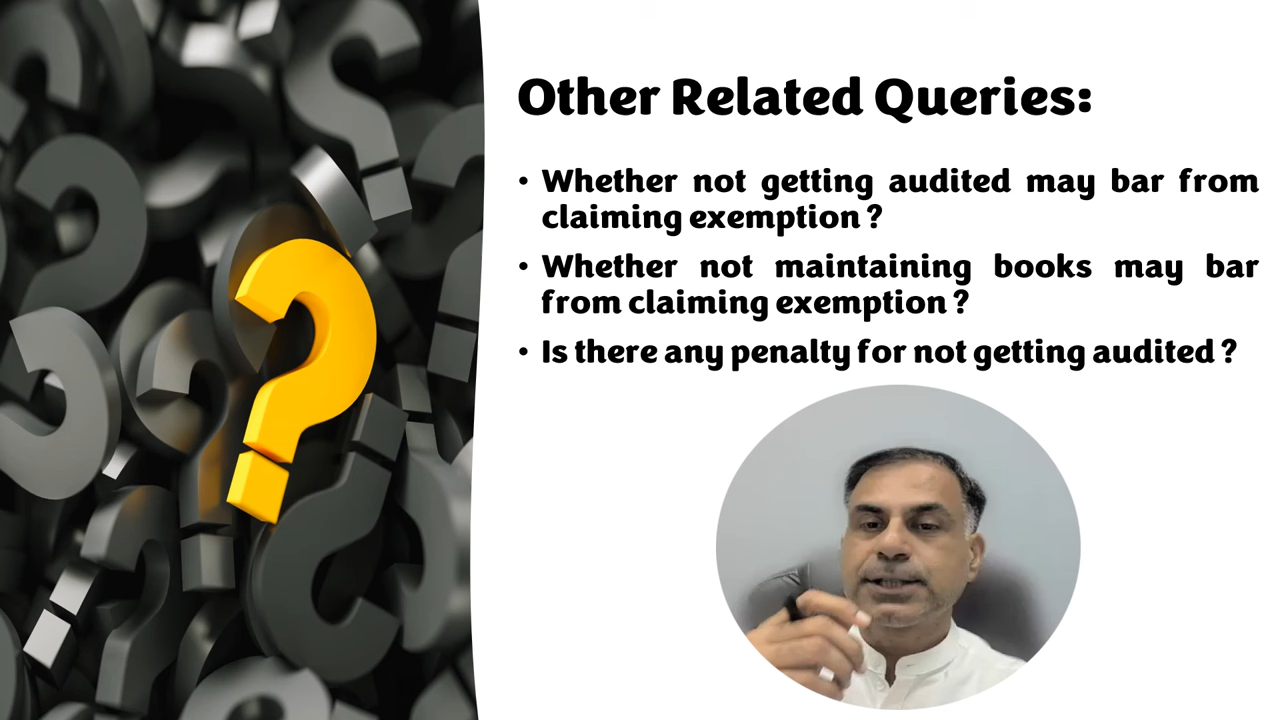 Other Related Queries:
• Whether not getting audited may bar from
claiming exemption ?
• Whether not maintaining books may bar
from claiming exemption ?
• Is there any penalty for not getting audited ?